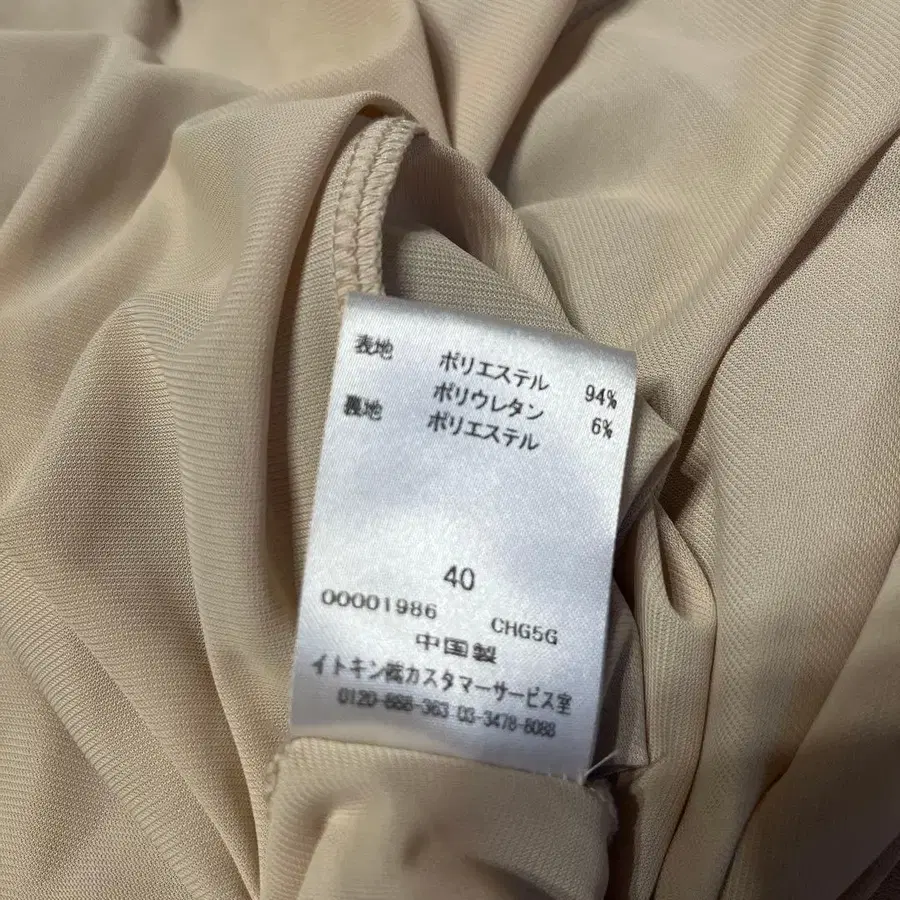 表地 ポリエステル 94%
ポリウレタン 6%
裏地 ポリエステル
40
00001986 CHG5G
中国製
イトキン㈱カスタマーサービス室
0120-888-363 03-3478-8088